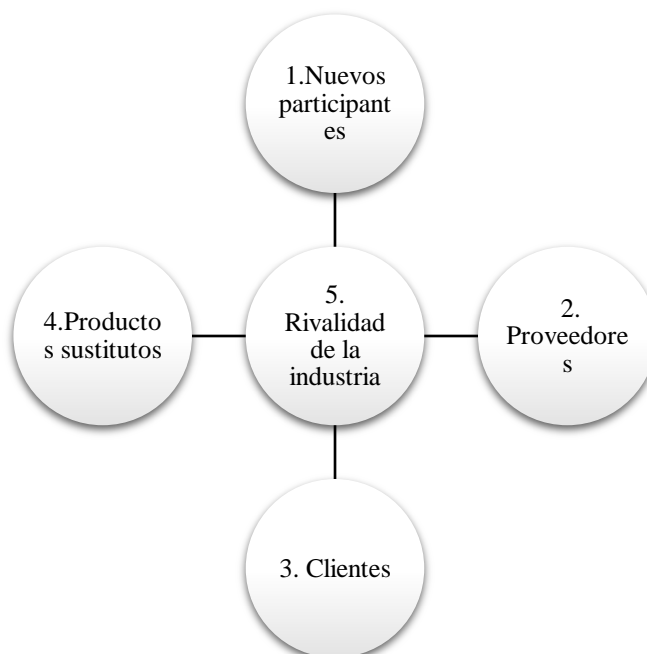 1.Nuevos
participant
es
4.Producto
s sustitutos
5.
Rivalidad
de la
industria
2.
Proveedore
s
3. Clientes